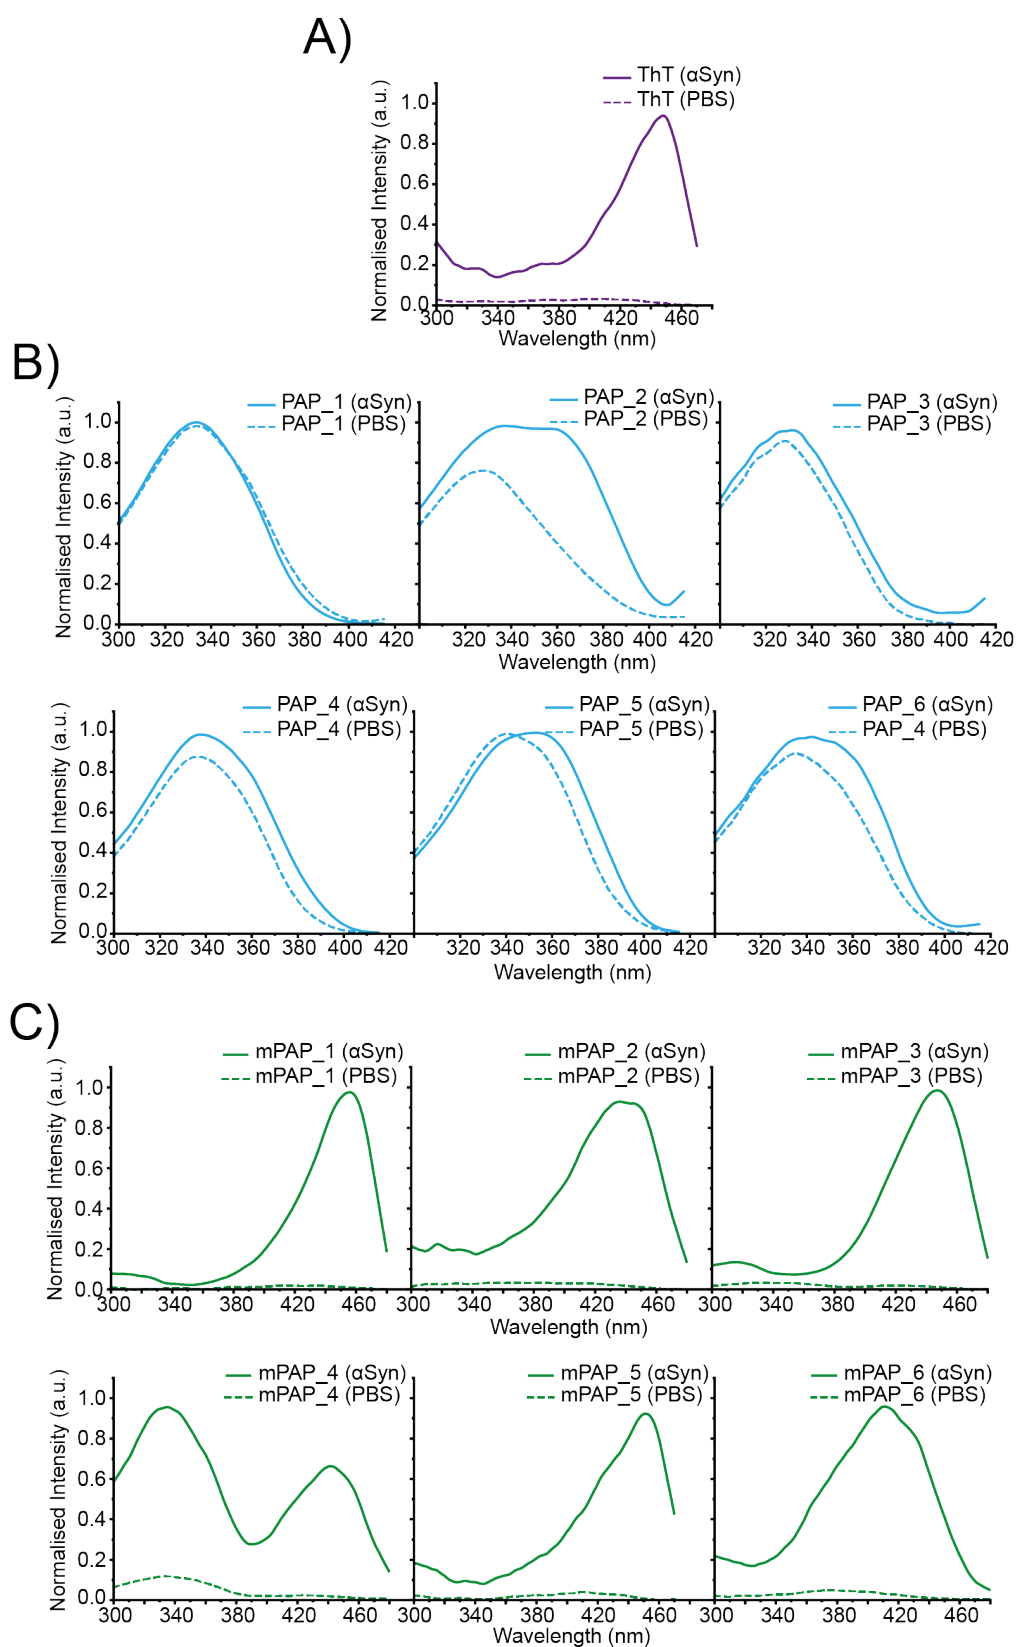 A)
ThT (αSyn)
ThT (PBS)
Normalised Intensity (a.u.)
1.0
0.8
0.6
0.4
0.2
0.0
300 340 380 420 460
Wavelength (nm)
B)
PAP_1 (αSyn)
PAP_1 (PBS)
PAP_2 (αSyn)
PAP_2 (PBS)
PAP_3 (αSyn)
PAP_3 (PBS)
Normalised Intensity (a.u.)
1.0
0.8
0.6
0.4
0.2
0.0
300 320 340 360 380 400 420
320 340 360 380 400 420
320 340 360 380 400 420
Wavelength (nm)
PAP_4 (αSyn)
PAP_4 (PBS)
PAP_5 (αSyn)
PAP_5 (PBS)
PAP_6 (αSyn)
PAP_4 (PBS)
Normalised Intensity (a.u.)
1.0
0.8
0.6
0.4
0.2
0.0
300 320 340 360 380 400
320 340 360 380 400 420
320 340 360 380 400 420
Wavelength (nm)
C)
mPAP_1 (αSyn)
mPAP_1 (PBS)
mPAP_2 (αSyn)
mPAP_2 (PBS)
mPAP_3 (αSyn)
mPAP_3 (PBS)
Normalised Intensity (a.u.)
1.0
0.8
0.6
0.4
0.2
0.0
300 340 380 420 460
300 340 380 420 460
300 340 380 420 460
Wavelength (nm)
mPAP_4 (αSyn)
mPAP_4 (PBS)
mPAP_5 (αSyn)
mPAP_5 (PBS)
mPAP_6 (αSyn)
mPAP_6 (PBS)
Normalised Intensity (a.u.)
1.0
0.8
0.6
0.4
0.2
0.0
300 340 380 420 460
300 340 380 420 460
300 340 380 420 460
Wavelength (nm)